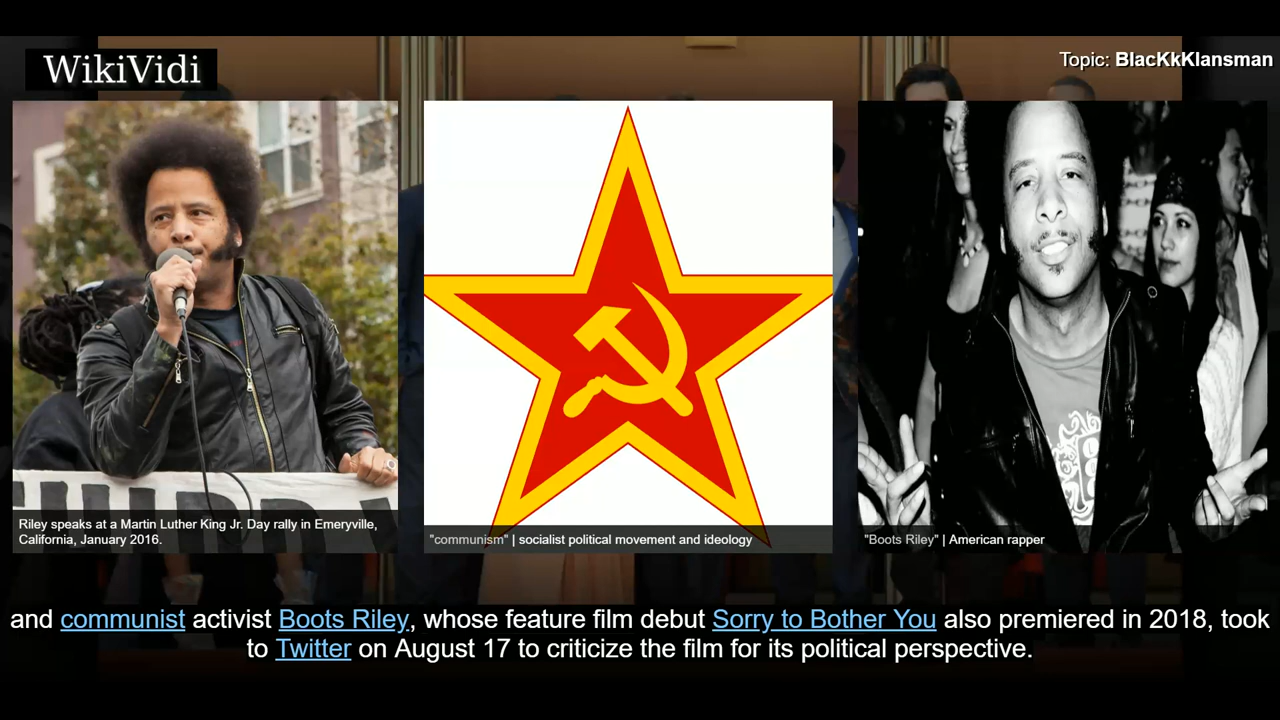 WikiVidi
Topic: BlacKkKlansman
Riley speaks at a Martin Luther King Jr. Day rally in Emeryville,
California, January 2016.
"communism" | socialist political movement and ideology
"Boots Riley" | American rapper
and communist activist Boots Riley, whose feature film debut Sorry to Bother You also premiered in 2018, took
to Twitter on August 17 to criticize the film for its political perspective.